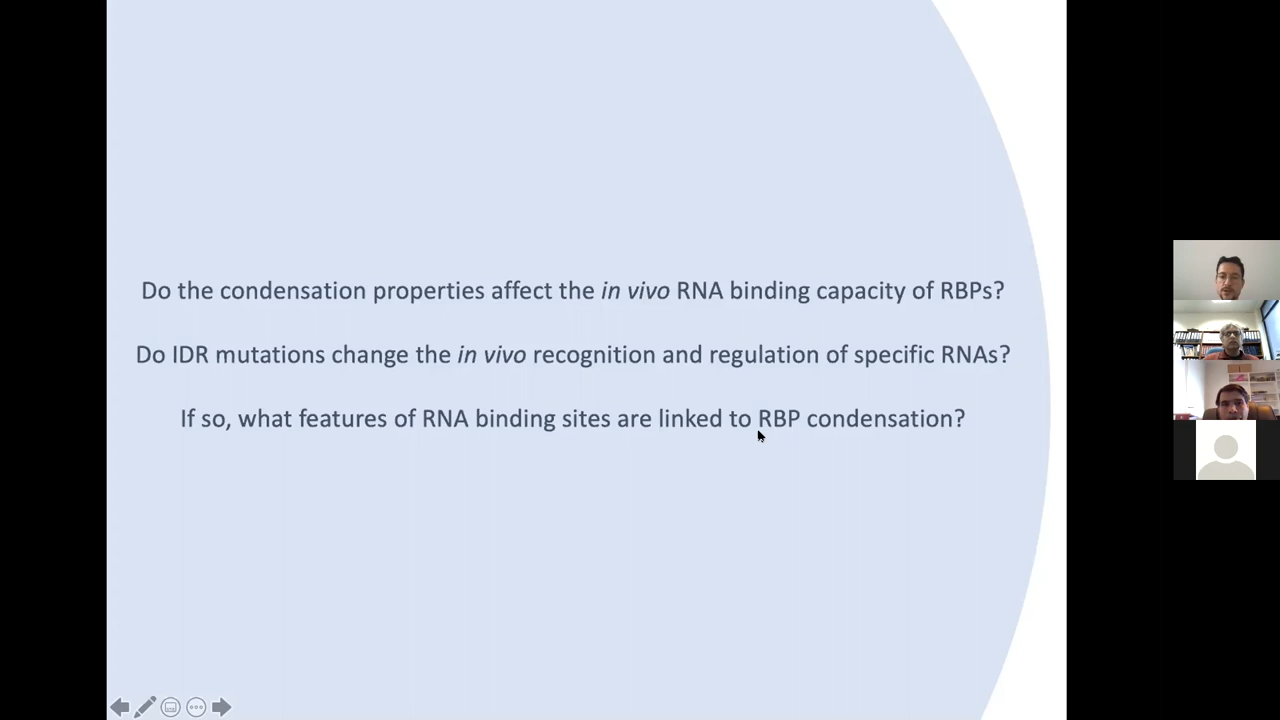 Do the condensation properties affect the in vivo RNA binding capacity of RBPs?
Do IDR mutations change the in vivo recognition and regulation of specific RNAs?
If so, what features of RNA binding sites are linked to RBP condensation?